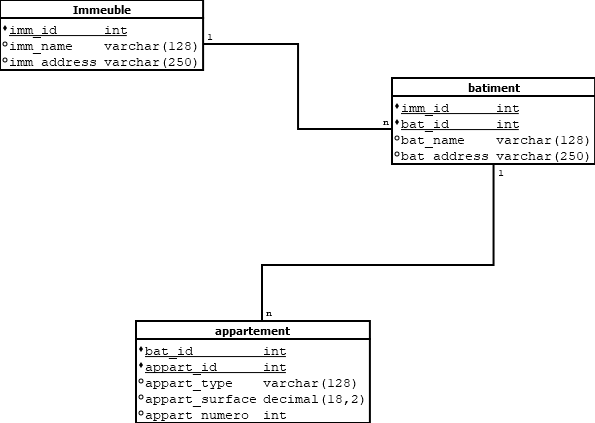 Immeuble
imm_id int
imm_name varchar(128)
imm_address varchar(250)
1
batiment
imm_id int
n
bat_id int
bat_name varchar(128)
bat_address varchar(250)
1
n
appartement
bat_id int
appart_id int
appart_type varchar(128)
appart_surface decimal(18,2)
appart_numero int